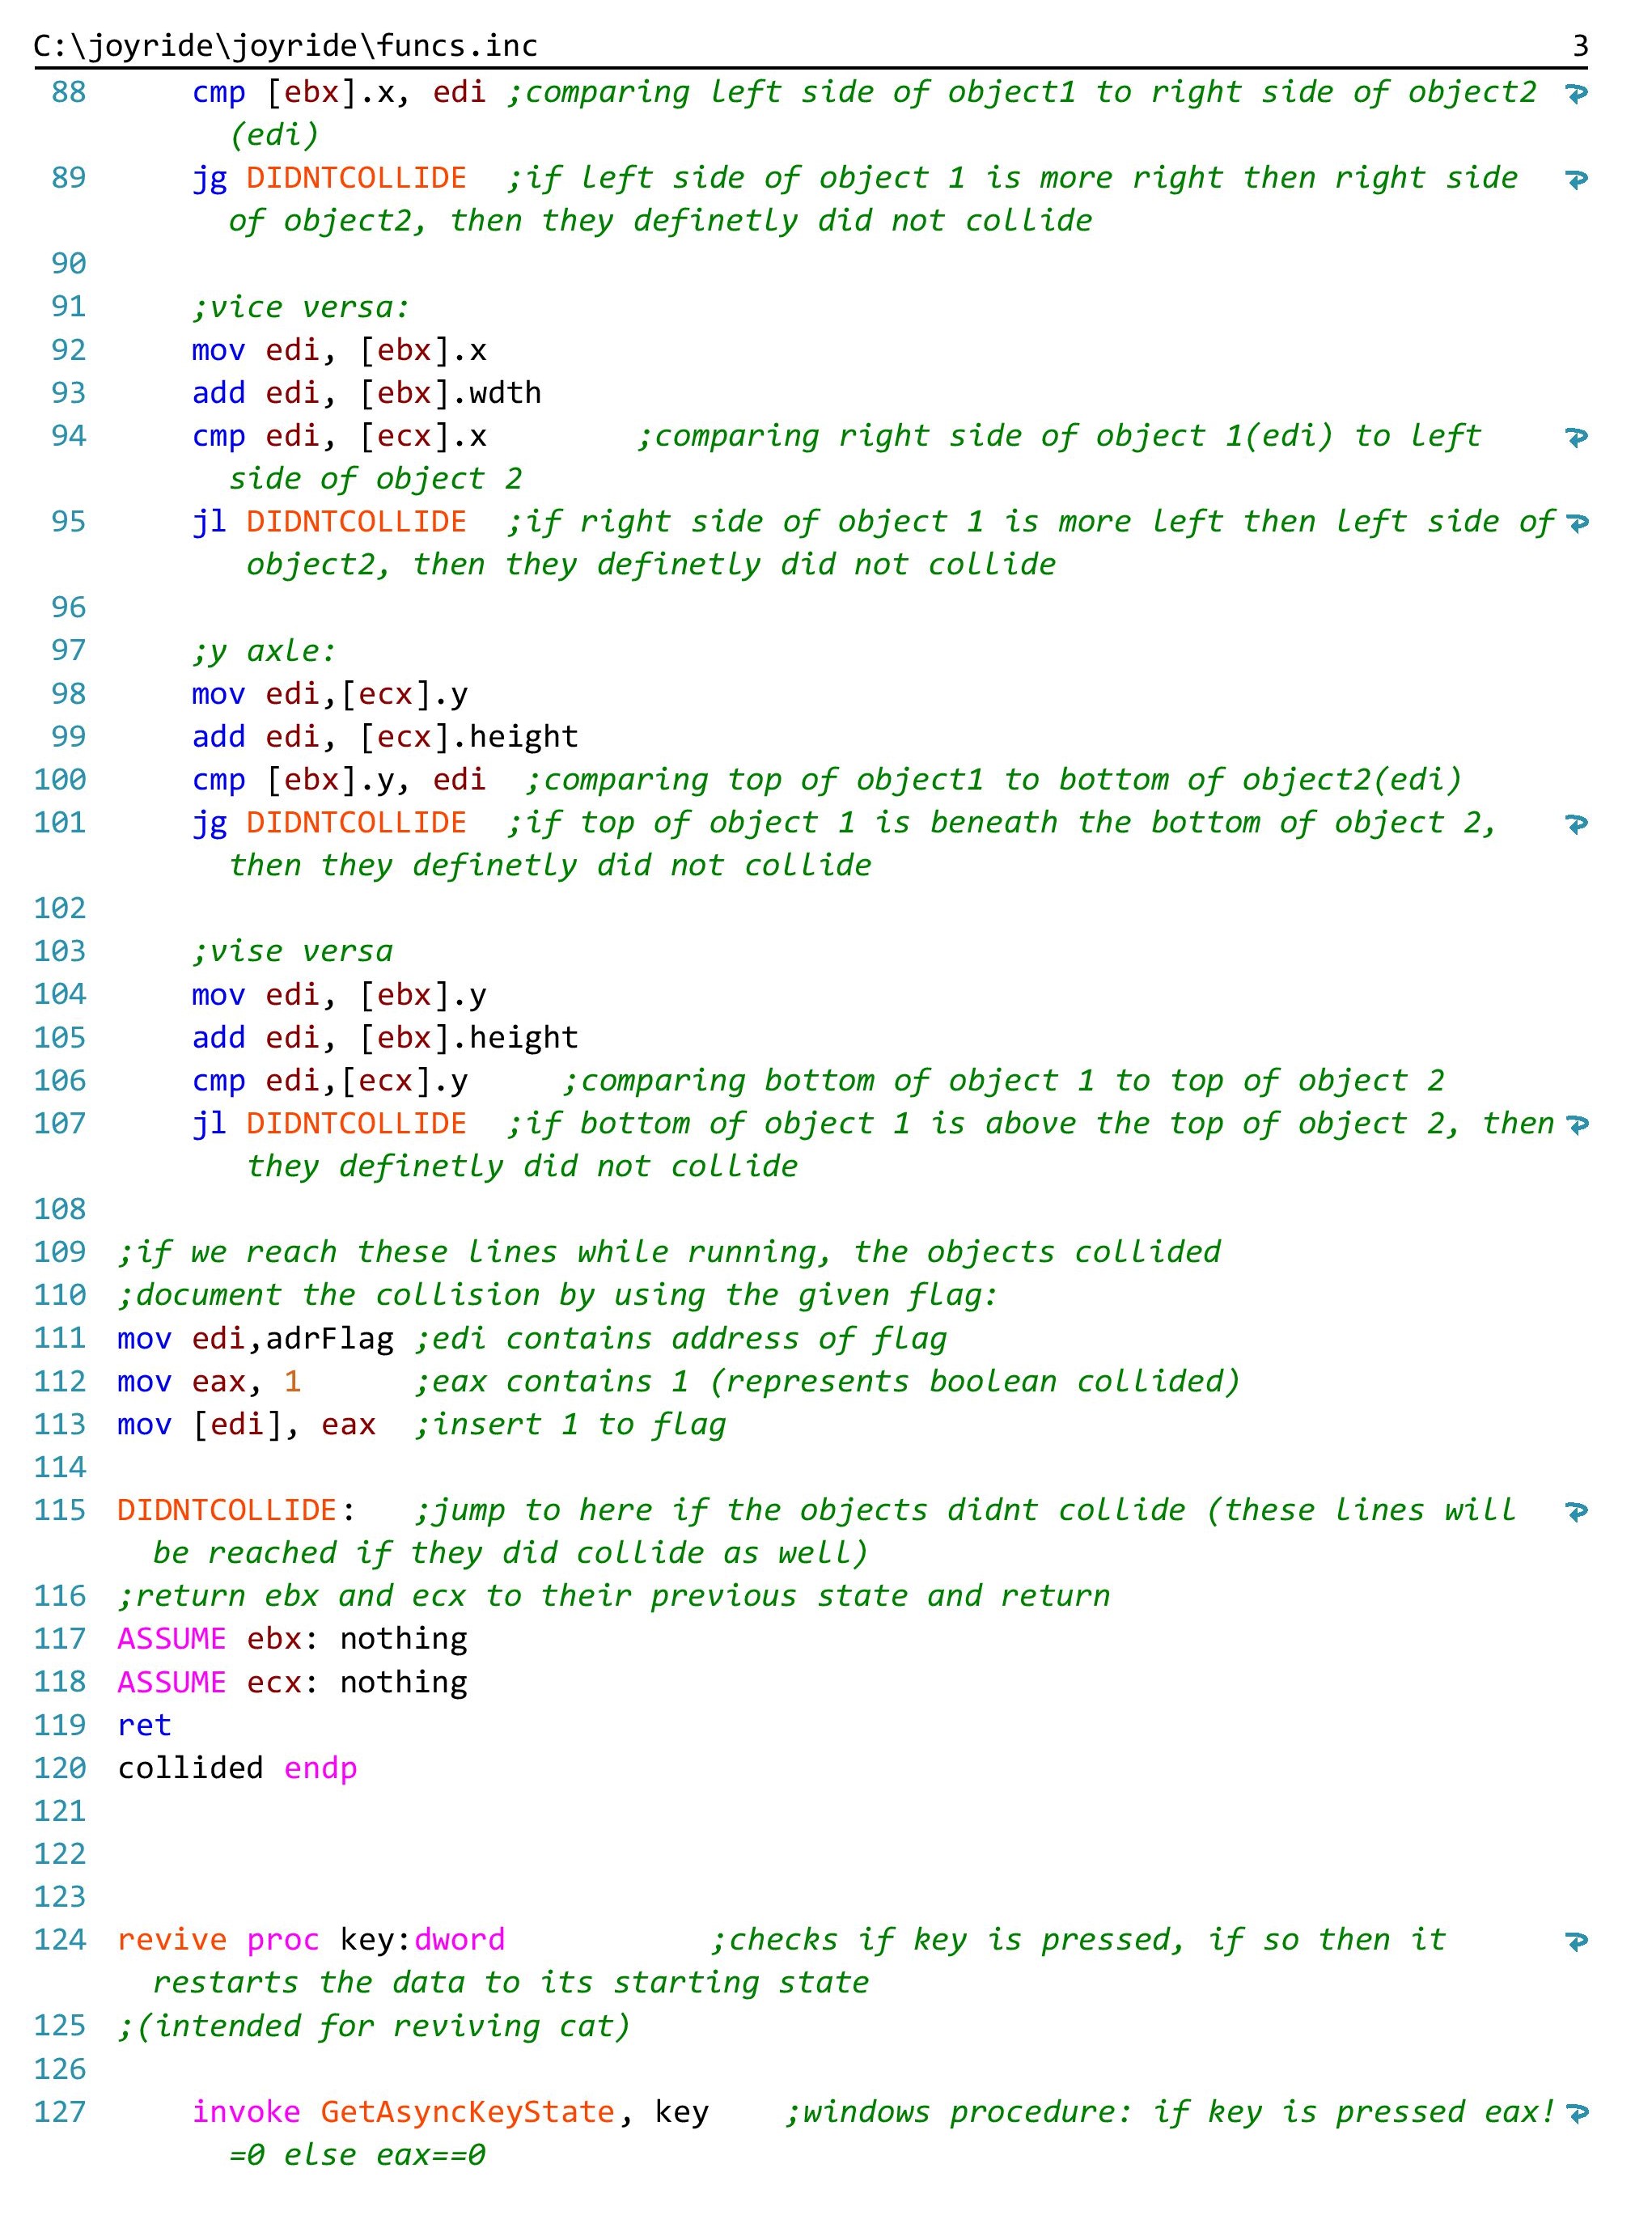 C:\joyride\joyride\funcs.inc 3
88 cmp [ebx].x, edi ;comparing left side of object1 to right side of object2
(edi)
89 jg DIDNTCOLLIDE ;if left side of object 1 is more right then right side
of object2, then they definetly did not collide
90
91 ;vice versa:
92 mov edi, [ebx].x
93 add edi, [ebx].wdth
94 cmp edi, [ecx].x ;comparing right side of object 1(edi) to left
side of object 2
95 jl DIDNTCOLLIDE ;if right side of object 1 is more left then left side of
object2, then they definetly did not collide
96
97 ;y axle:
98 mov edi,[ecx].y
99 add edi, [ecx].height
100 cmp [ebx].y, edi ;comparing top of object1 to bottom of object2(edi)
101 jg DIDNTCOLLIDE ;if top of object 1 is beneath the bottom of object 2,
then they definetly did not collide
102
103 ;vise versa
104 mov edi, [ebx].y
105 add edi, [ebx].height
106 cmp edi,[ecx].y ;comparing bottom of object 1 to top of object 2
107 jl DIDNTCOLLIDE ;if bottom of object 1 is above the top of object 2, then
they definetly did not collide
108
109 ;if we reach these lines while running, the objects collided
110 ;document the collision by using the given flag:
111 mov edi,adrFlag ;edi contains address of flag
112 mov eax, 1 ;eax contains 1 (represents boolean collided)
113 mov [edi], eax ;insert 1 to flag
114
115 DIDNTCOLLIDE: ;jump to here if the objects didnt collide (these lines will
be reached if they did collide as well)
116 ;return ebx and ecx to their previous state and return
117 ASSUME ebx: nothing
118 ASSUME ecx: nothing
119 ret
120 collided endp
121
122
123
124 revive proc key:dword ;checks if key is pressed, if so then it
restarts the data to its starting state
125 ;(intended for reviving cat)
126
127 invoke GetAsyncKeyState, key ;windows procedure: if key is pressed eax!
=0 else eax==0